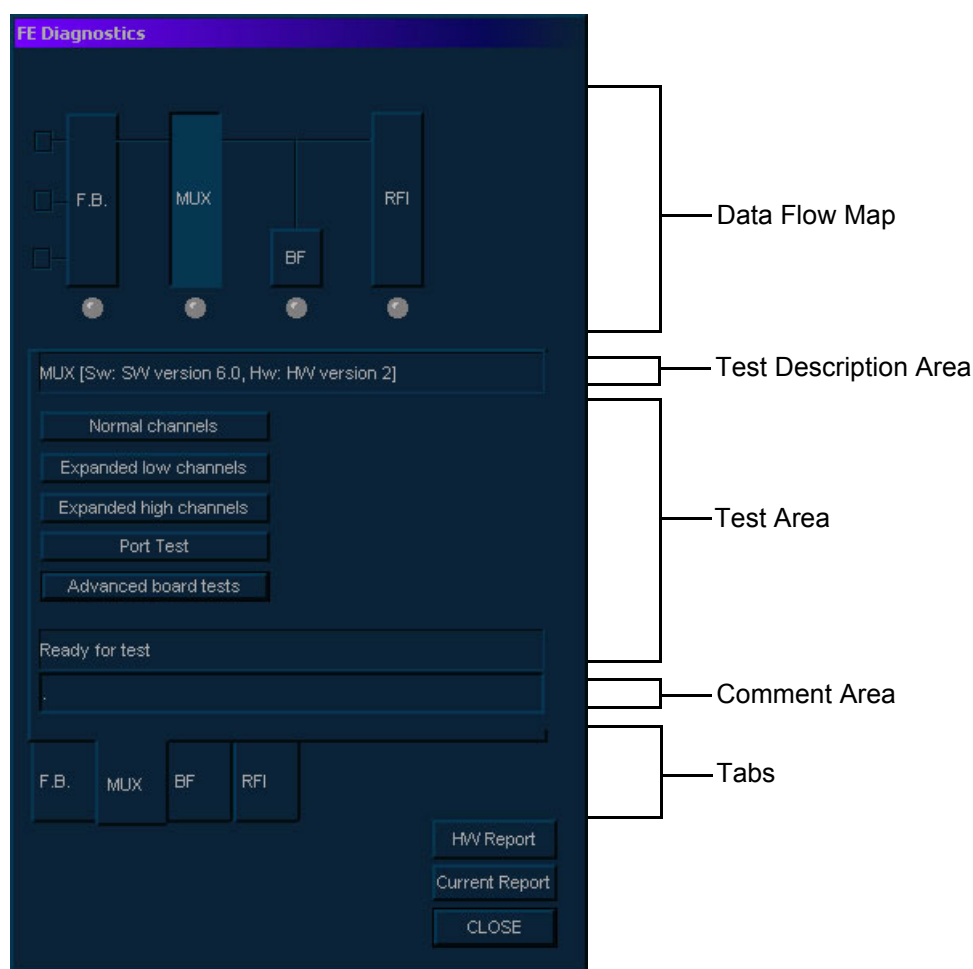 FE Diagnostics
F.B.
MUX
BF
RFI
Data Flow Map
MUX [Sw: SW version 6.0, Hw: HW version 2]
Test Description Area
Normal channels
Expanded low channels
Expanded high channels
Port Test
Advanced board tests
Test Area
Ready for test
.
Comment Area
F.B.
MUX
BF
RFI
Tabs
HW Report
Current Report
CLOSE